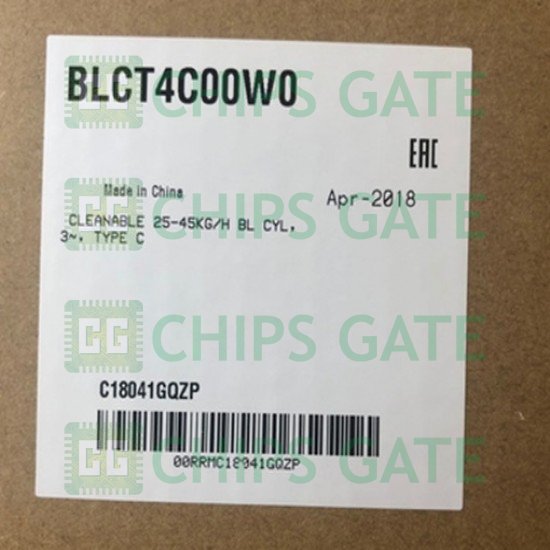 BLCT4C00W0
EAC
Made in China
Apr-2018
CLEANABLE 25-45KG/H BL CYL,
3~, TYPE C
C18041GQZP
00RRMC18041GQZP
CHIPS GATE
CHIPS GATE
CHIPS GATE
CHIPS GATE